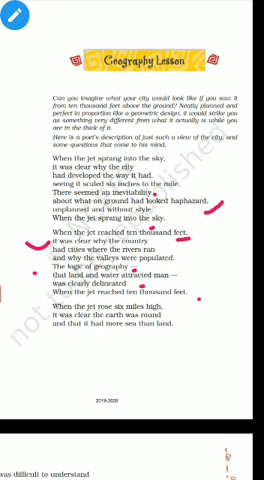 Geography Lesson
Can you imagine what your city would look like if you saw it
from ten thousand feet above the ground? Neatly planned and
perfect in proportion like a geometric design, it would strike you
as something very different from what it actually is while you
are in the thick of it.
Here is a poet's description of just such a view of the city, and
some questions that come to his mind.
When the jet sprang into the sky,
it was clear why the city
had developed the way it had,
seeing it scaled six inches to the mile.
There seemed an inevitability
about what on ground had looked haphazard,
unplanned and without style
When the jet sprang into the sky.
When the jet reached ten thousand feet,
it was clear why the country
had cities where the rivers ran
and why the valleys were populated.
The logic of geography —
that land and water attracted man —
was clearly delineated
When the jet reached ten thousand feet.
When the jet rose six miles high,
it was clear the earth was round
and that it had more sea than land.
2019-2020
was difficult to understand